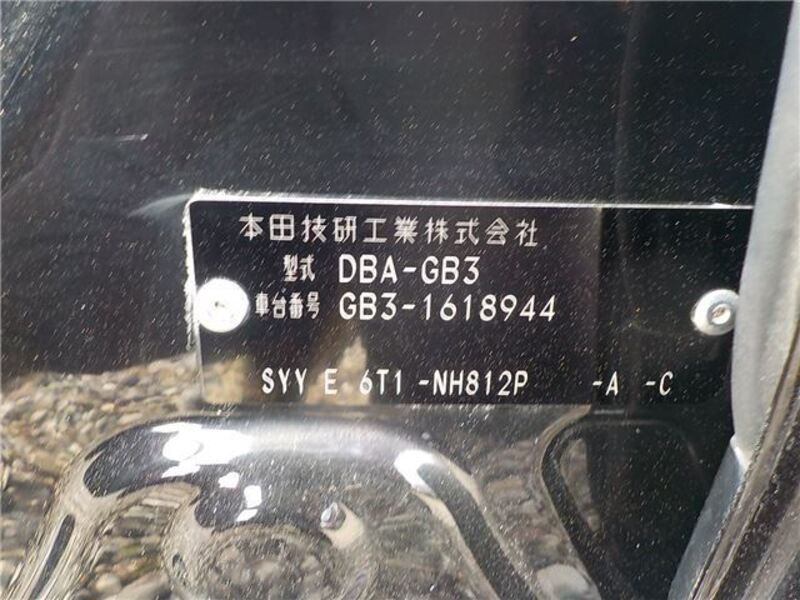 本田技研工業株式会社
型式 DBA-GB3
車台番号 GB3-1618944
SYY E 6T1 -NH812P -A -C